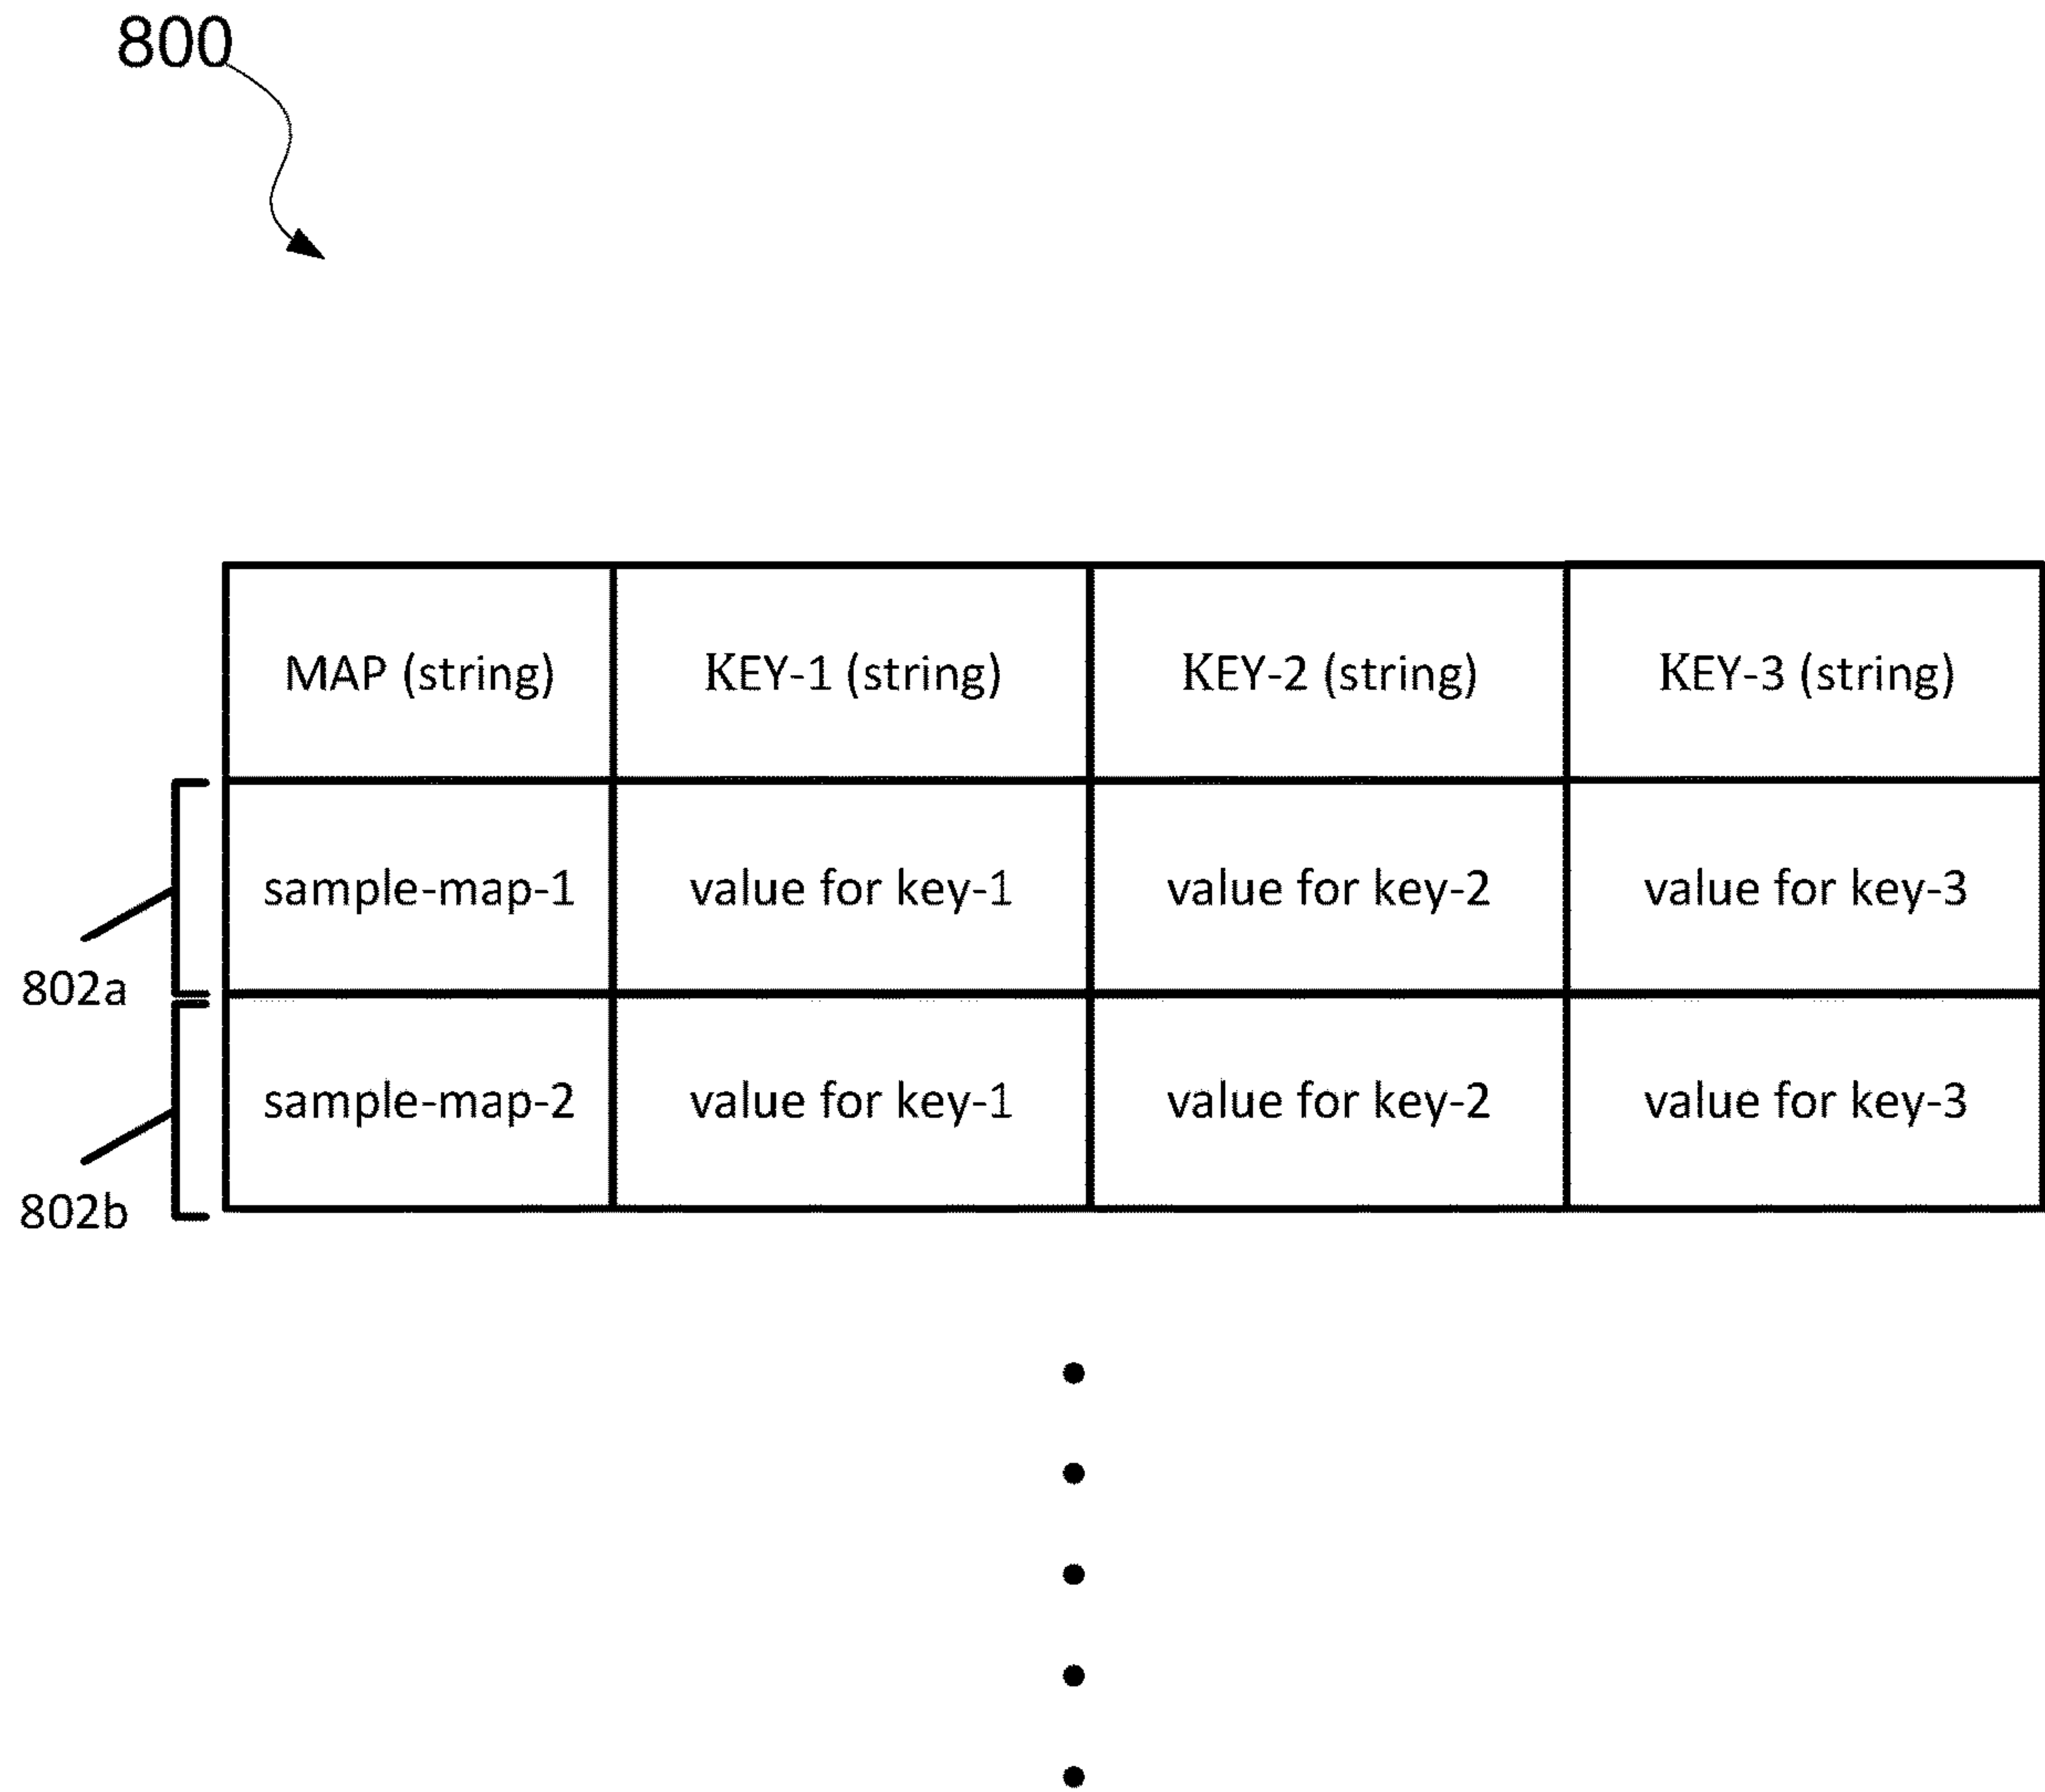 800
MAP (string) KEY-1 (string) KEY-2 (string) KEY-3 (string)
sample-map-1 value for key-1 value for key-2 value for key-3
802a
sample-map-2 value for key-1 value for key-2 value for key-3
802b